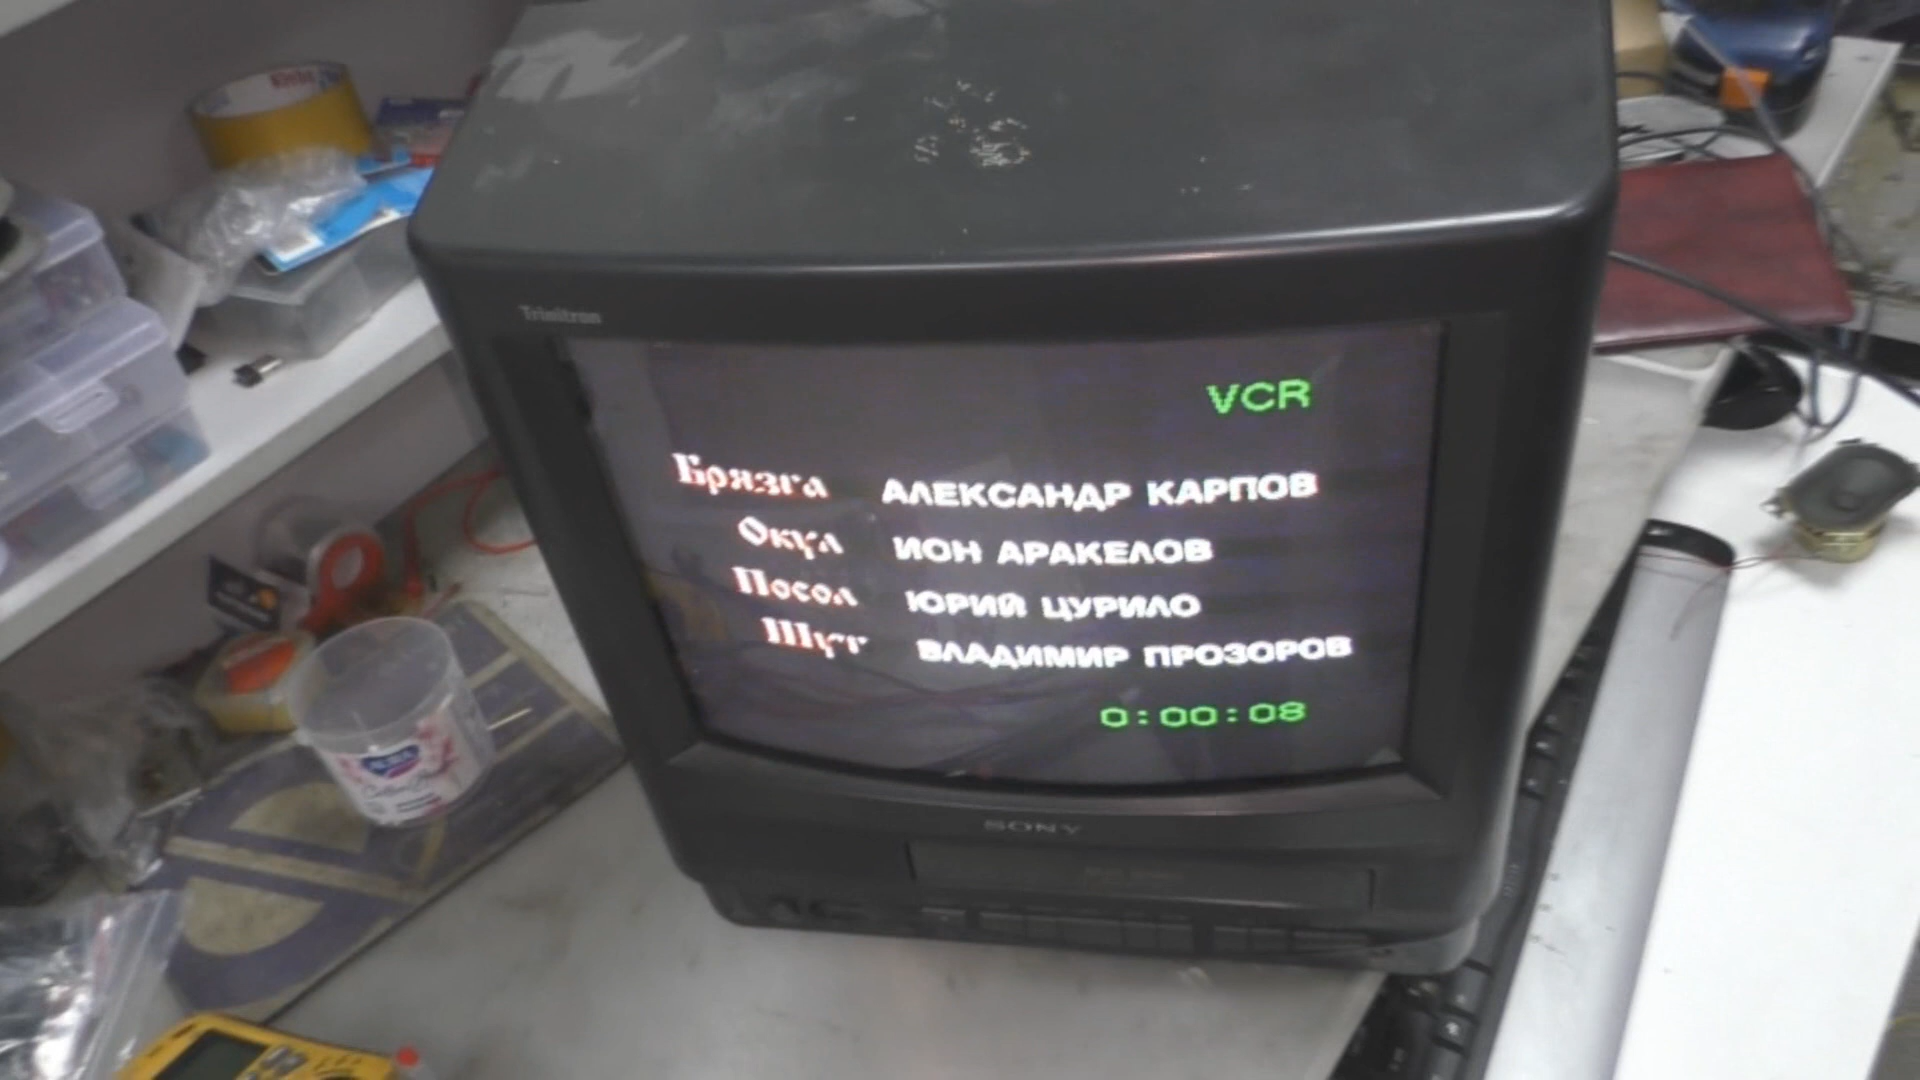 Trinitron
VCR
Брязга АЛЕКСАНДР КАРПОВ
Окул ИОН АРАКЕЛОВ
Посол ЮРИЙ ЦУРИЛО
Шут ВЛАДИМИР ПРОЗОРОВ
0:00:08
SONY